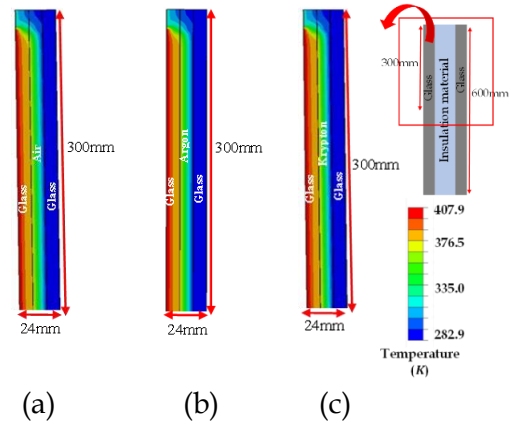 Glass
Air
Glass
300mm
24mm
Glass
Argon
Glass
300mm
24mm
Glass
Krypton
Glass
300mm
24mm
300mm
Glass
Insulation material
Glass
600mm
407.9
376.5
335.0
282.9
Temperature
(K)
(a)
(b)
(c)